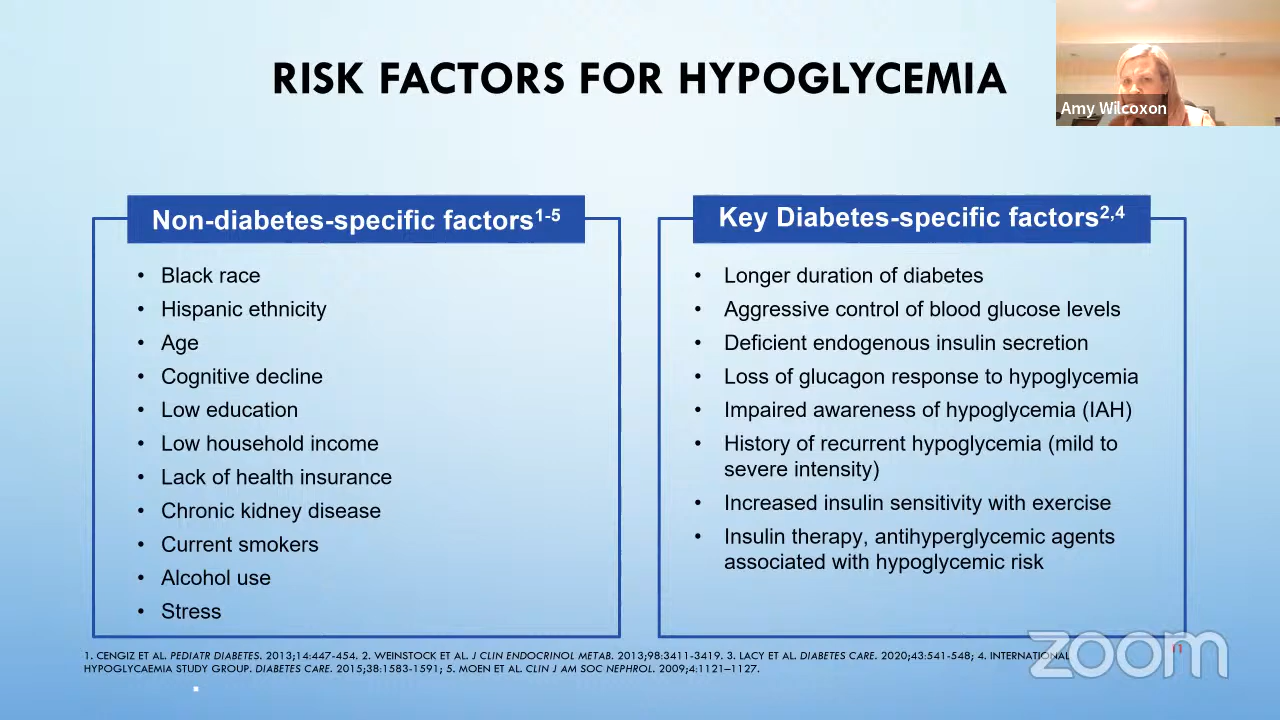 RISK FACTORS FOR HYPOGLYCEMIA
Amy Wilcoxon
Non-diabetes-specific factors1-5
• Black race
• Hispanic ethnicity
• Age
• Cognitive decline
• Low education
• Low household income
• Lack of health insurance
• Chronic kidney disease
• Current smokers
• Alcohol use
• Stress
Key Diabetes-specific factors2,4
• Longer duration of diabetes
• Aggressive control of blood glucose levels
• Deficient endogenous insulin secretion
• Loss of glucagon response to hypoglycemia
• Impaired awareness of hypoglycemia (IAH)
• History of recurrent hypoglycemia (mild to
severe intensity)
• Increased insulin sensitivity with exercise
• Insulin therapy, antihyperglycemic agents
associated with hypoglycemic risk
1. CENGIZ ET AL. PEDIATR DIABETES. 2013;14:447-454. 2. WEINSTOCK ET AL. J CLIN ENDOCRINOL METAB. 2013;98:3411-3419. 3. LACY ET AL. DIABETES CARE. 2020;43:541-548; 4. INTERNATIONAL
HYPOGLYCAEMIA STUDY GROUP. DIABETES CARE. 2015;38:1583-1591; 5. MOEN ET AL. CLIN J AM SOC NEPHROL. 2009;4:1121–1127.
zoom